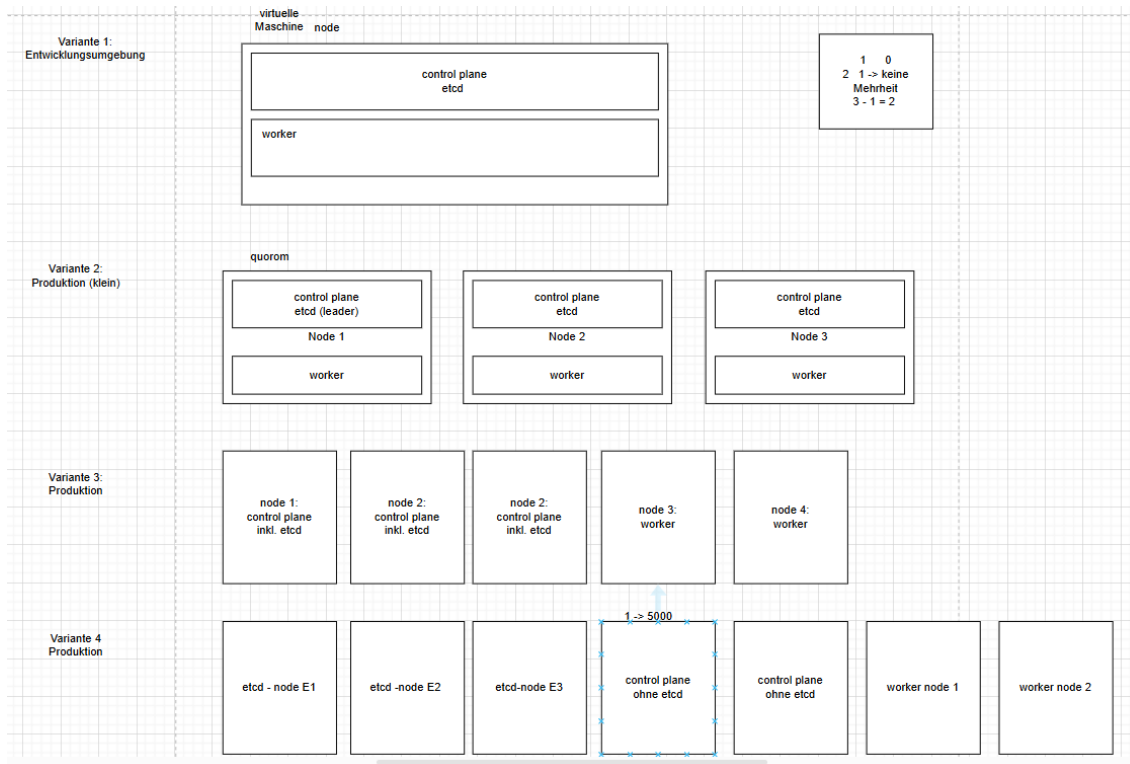 virtuelle
Maschine node
Variante 1:
Entwicklungsumgebung
control plane
etcd
worker
1 0
2 1 -> keine
Mehrheit
3 - 1 = 2
quorom
Variante 2:
Produktion (klein)
control plane
etcd (leader)
Node 1
worker
control plane
etcd
Node 2
worker
control plane
etcd
Node 3
worker
Variante 3:
Produktion
node 1:
control plane
inkl. etcd
node 2:
control plane
inkl. etcd
node 2:
control plane
inkl. etcd
node 3:
worker
node 4:
worker
1 -> 5000
Variante 4
Produktion
etcd - node E1
etcd -node E2
etcd-node E3
control plane
ohne etcd
control plane
ohne etcd
worker node 1
worker node 2